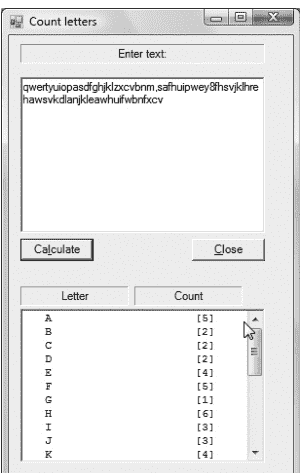 Count letters
Enter text:
qwertyuiopasdfghjklzxcvbnm,safhuipwey8fhsvjklhre
hawsvkdlanjkleawhuifwbnfxcv
Calculate Close
Letter Count
A [5]
B [2]
C [2]
D [2]
E [4]
F [5]
G [1]
H [6]
I [3]
J [3]
K [4]